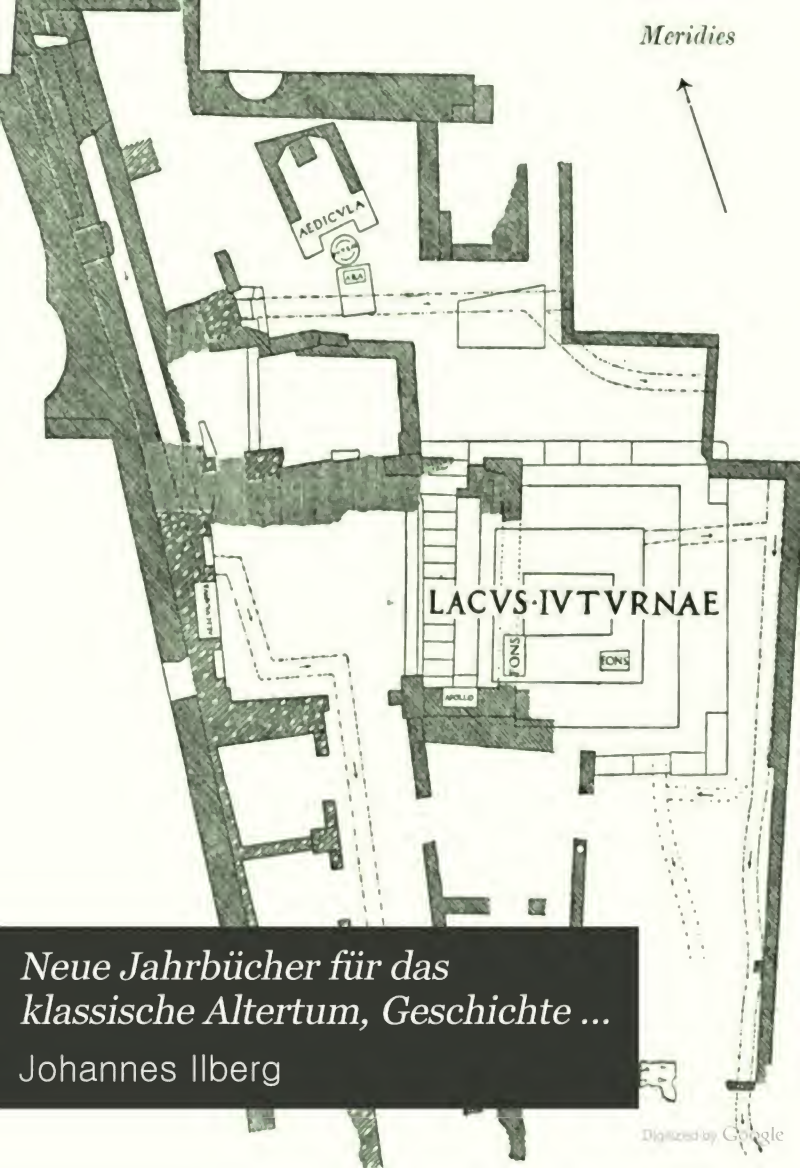 Meridies
AEDICVLA
ARA
LACVS·IVTVRNAE
FONS
FONS
APOLLO
Neue Jahrbücher für das
klassische Altertum, Geschichte ...
Johannes Ilberg
Digitized by Google